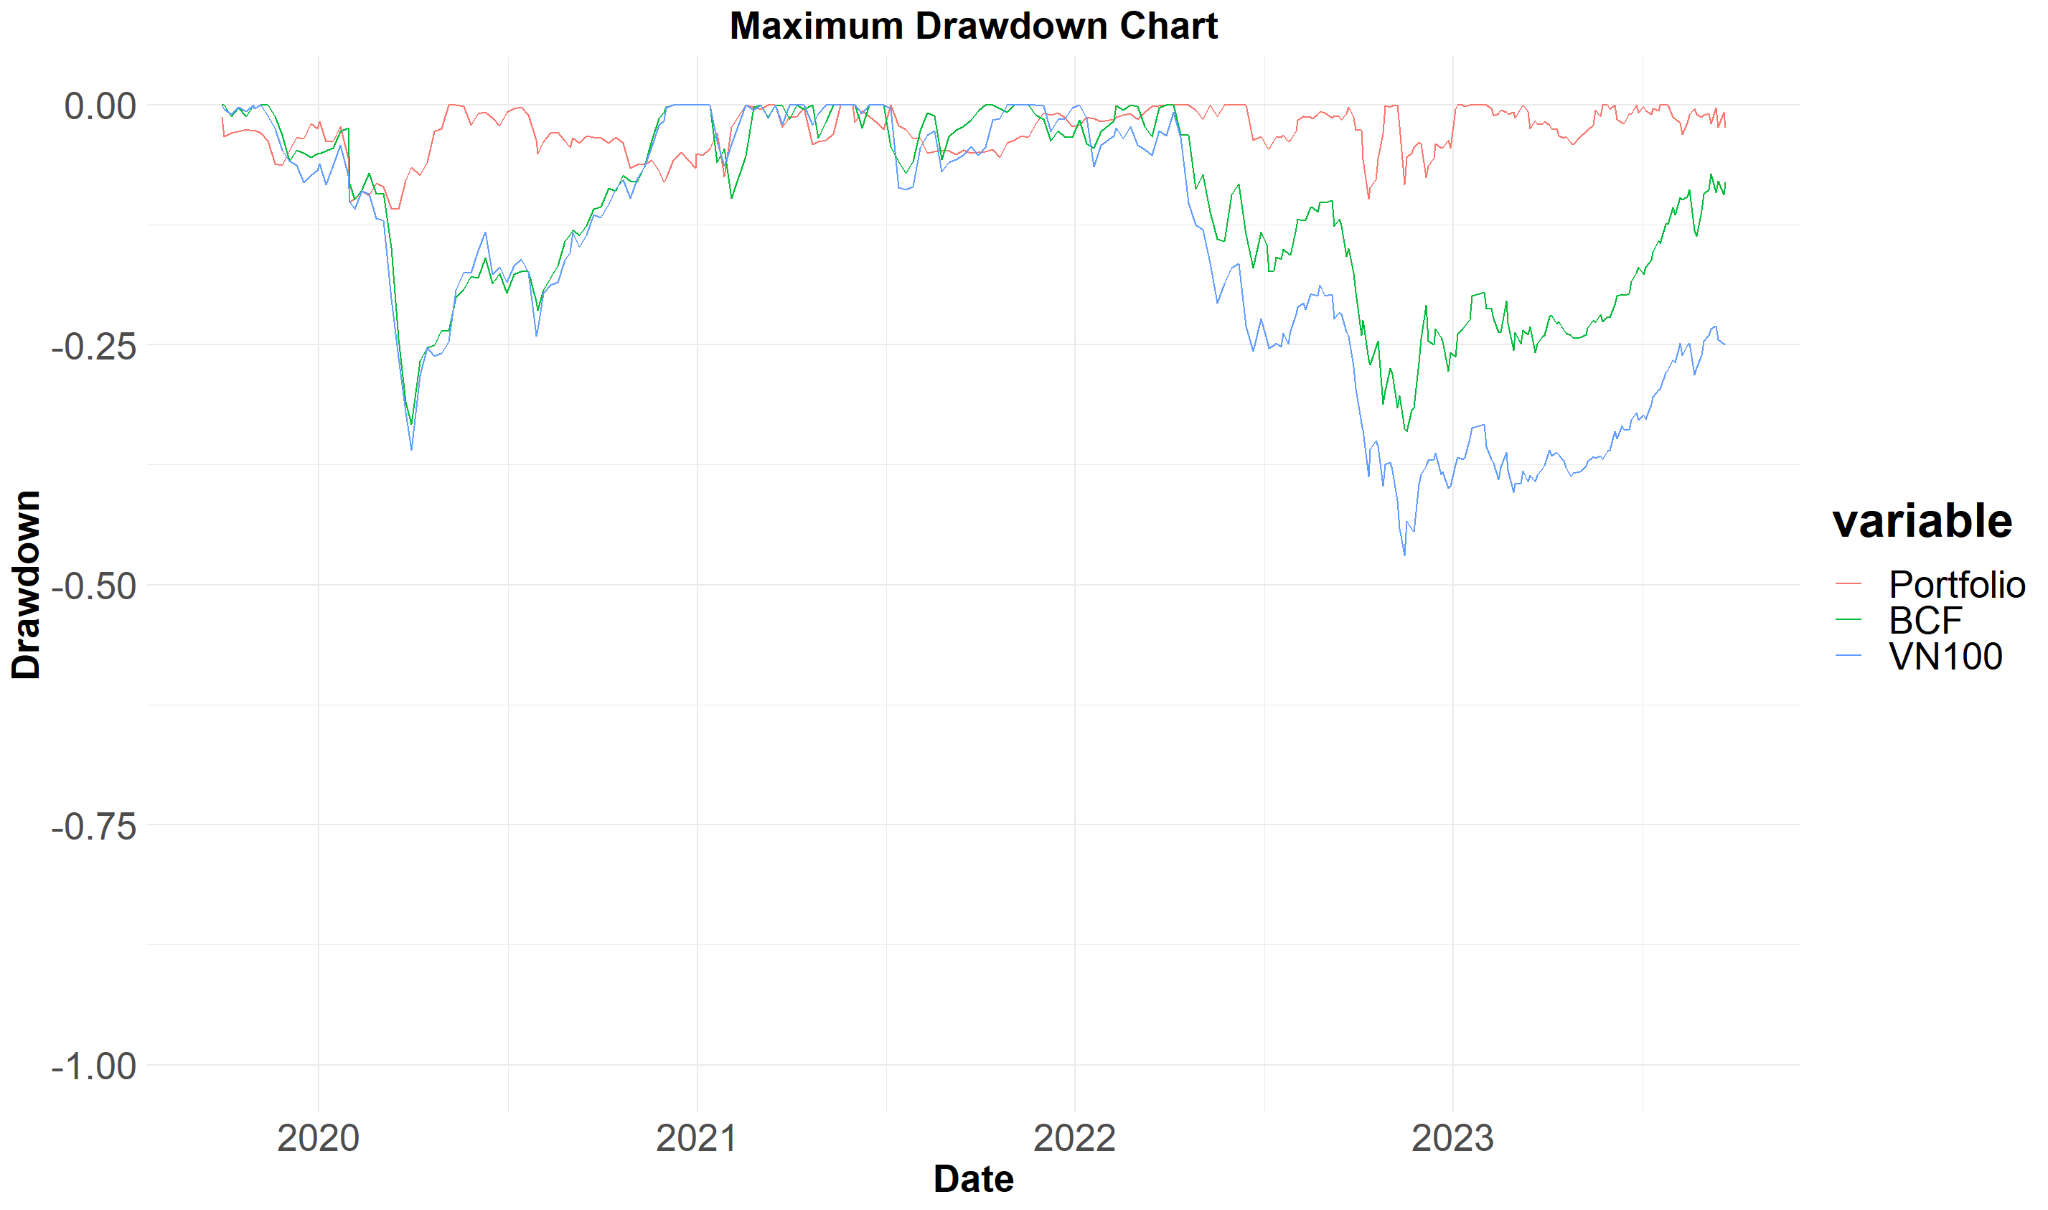 Maximum Drawdown Chart
0.00
-0.25
-0.50
-0.75
-1.00
Drawdown
2020
2021
2022
2023
Date
variable
Portfolio
BCF
VN100